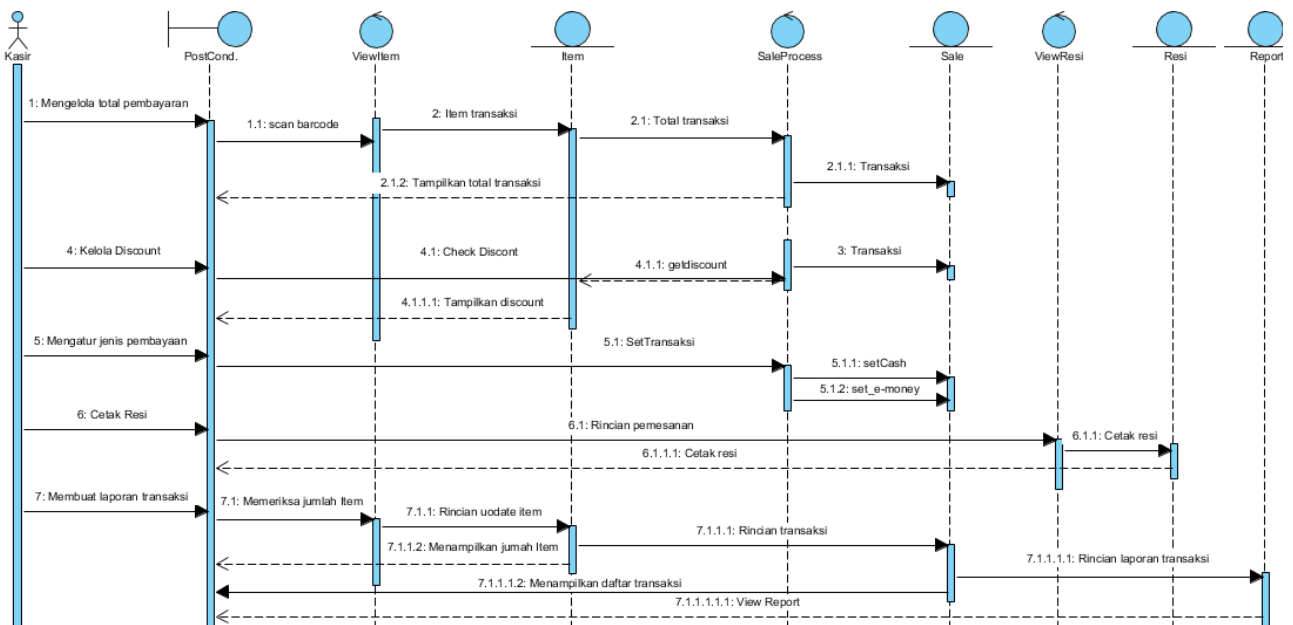 Kasir
PostCond.
ViewItem
Item
SaleProcess
Sale
ViewResi
Resi
Report
1: Mengelola total pembayaran
1.1: scan barcode
2: Item transaksi
2.1: Total transaksi
2.1.1: Transaksi
2.1.2: Tampilkan total transaksi
4: Kelola Discount
4.1: Check Discont
3: Transaksi
4.1.1: getdiscount
4.1.1.1: Tampilkan discount
5: Mengatur jenis pembayaan
5.1: SetTransaksi
5.1.1: setCash
5.1.2: set_e-money
6: Cetak Resi
6.1: Rincian pemesanan
6.1.1: Cetak resi
6.1.1.1: Cetak resi
7: Membuat laporan transaksi
7.1: Memeriksa jumlah Item
7.1.1: Rincian uodate item
7.1.1.1: Rincian transaksi
7.1.1.2: Menampilkan jumah Item
7.1.1.1.1: Rincian laporan transaksi
7.1.1.1.2: Menampilkan daftar transaksi
7.1.1.1.1.1: View Report